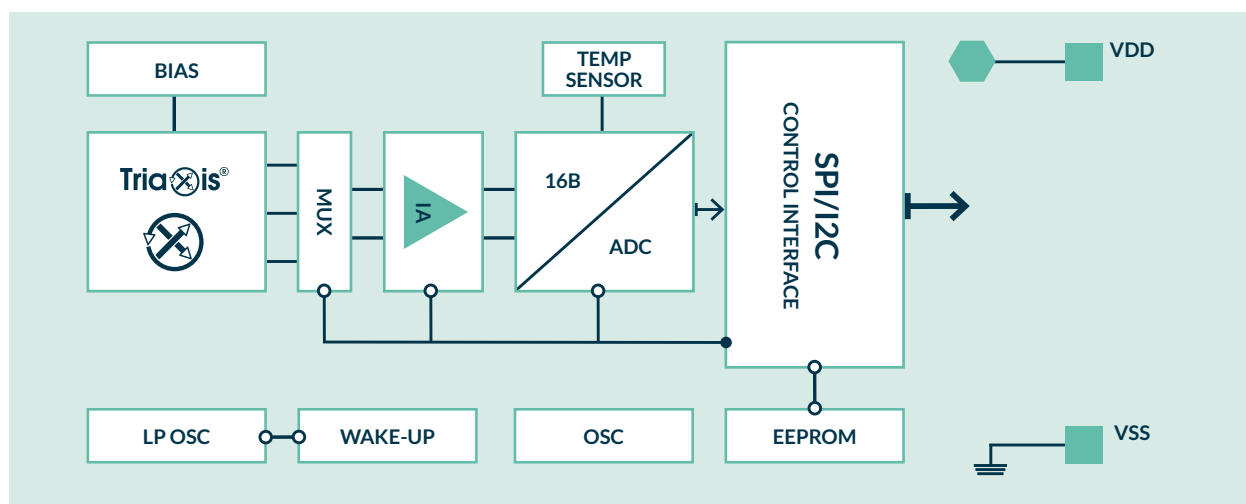 BIAS
TEMP
SENSOR
VDD
Triaxis®
MUX
IA
16B
ADC
SPI/I2C
CONTROL INTERFACE
LP OSC
WAKE-UP
OSC
EEPROM
VSS